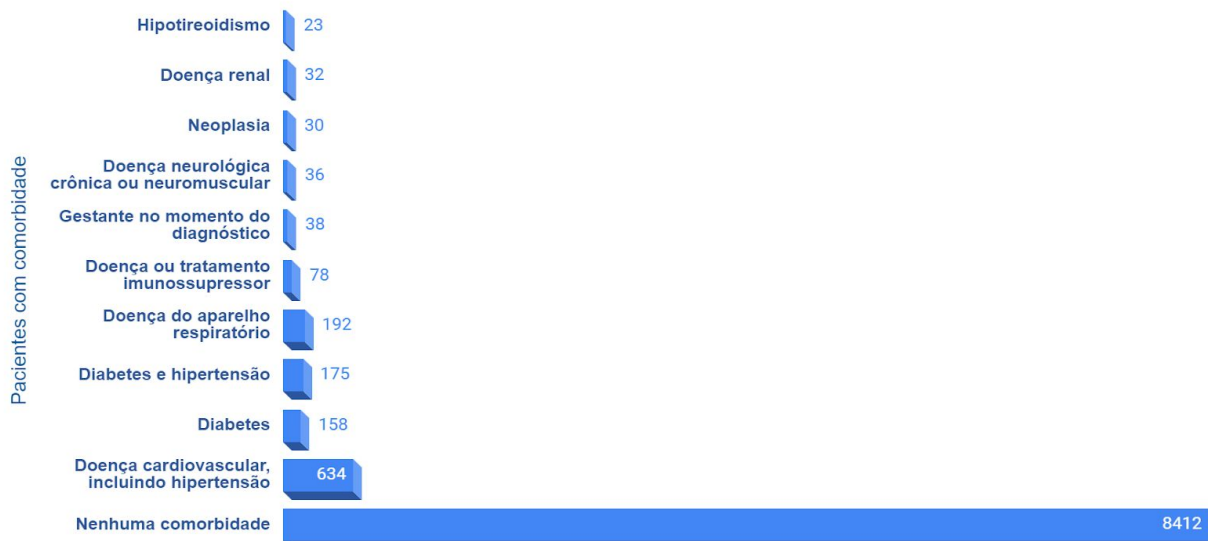 Pacientes com comorbidade
Hipotireoidismo
23
Doença renal
32
Neoplasia
30
Doença neurológica
crônica ou neuromuscular
36
Gestante no momento do
diagnóstico
38
Doença ou tratamento
imunossupressor
78
Doença do aparelho
respiratório
192
Diabetes e hipertensão
175
Diabetes
158
Doença cardiovascular,
incluindo hipertensão
634
Nenhuma comorbidade
8412